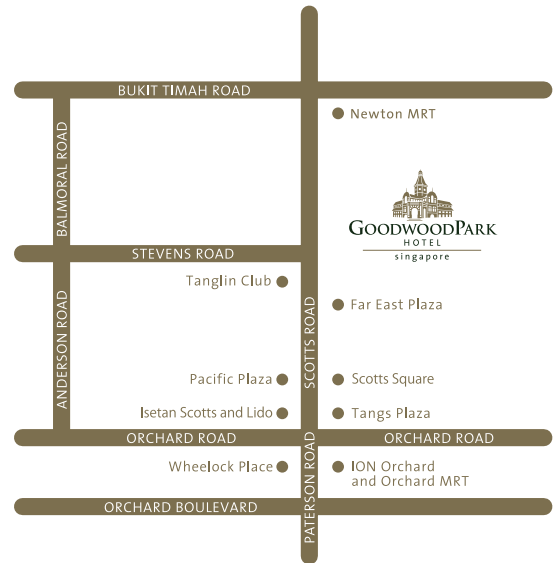 BUKIT TIMAH ROAD
Newton MRT
BALMORAL ROAD
GOODWOODPARK
HOTEL
singapore
STEVENS ROAD
Tanglin Club
Far East Plaza
ANDERSON ROAD
SCOTTS ROAD
Pacific Plaza
Scotts Square
Isetan Scotts and Lido
Tangs Plaza
ORCHARD ROAD
ORCHARD ROAD
Wheelock Place
ION Orchard
and Orchard MRT
PATERSON ROAD
ORCHARD BOULEVARD